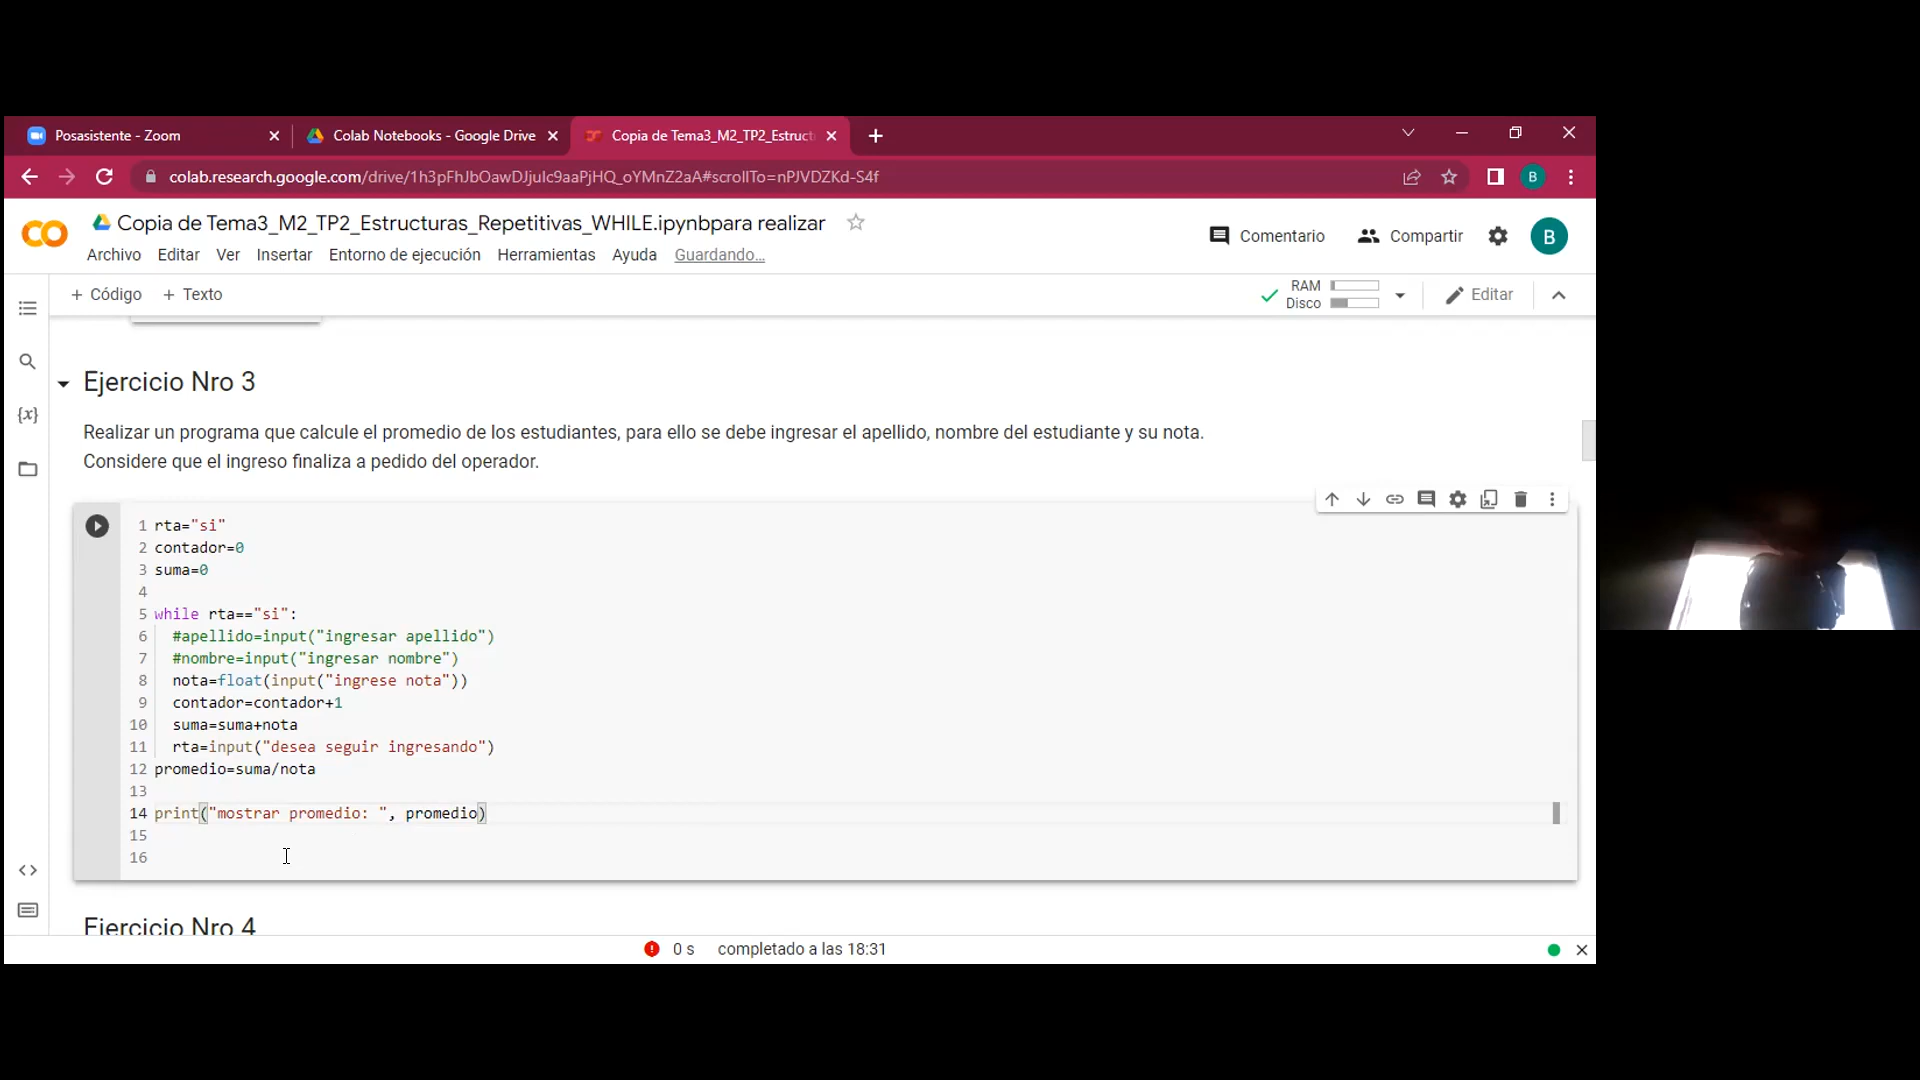 Posasistente - Zoom
Colab Notebooks - Google Drive
Copia de Tema3_M2_TP2_Estruct
colab.research.google.com/drive/1h3pFhJbOawDJjuIc9aaPjHQ_oYMnZ2aA#scrollTo=nPJVDZKd-S4f
B
CO
Copia de Tema3_M2_TP2_Estructuras_Repetitivas_WHILE.ipynbpara realizar
Comentario
Compartir
B
Archivo Editar Ver Insertar Entorno de ejecución Herramientas Ayuda Guardando...
+ Código + Texto
RAM
Disco
Editar
{x}
Ejercicio Nro 3
Realizar un programa que calcule el promedio de los estudiantes, para ello se debe ingresar el apellido, nombre del estudiante y su nota.
Considere que el ingreso finaliza a pedido del operador.
1 rta="si"
2 contador=0
3 suma=0
4
5 while rta=="si":
6 #apellido=input("ingresar apellido")
7 #nombre=input("ingresar nombre")
8 nota=float(input("ingrese nota"))
9 contador=contador+1
10 suma=suma+nota
11 rta=input("desea seguir ingresando")
12 promedio=suma/nota
13
14 print("mostrar promedio: ", promedio)
15
16
Ejercicio Nro 4
0 s completado a las 18:31